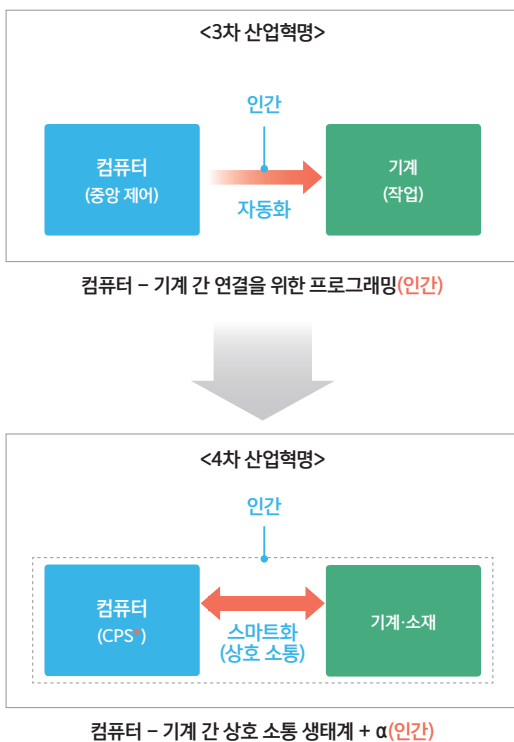 <3차 산업혁명>
인간
컴퓨터
(중앙 제어)
기계
(작업)
자동화
컴퓨터 – 기계 간 연결을 위한 프로그래밍(인간)
<4차 산업혁명>
인간
컴퓨터
(CPS*)
스마트화
(상호 소통)
기계·소재
컴퓨터 – 기계 간 상호 소통 생태계 + α(인간)